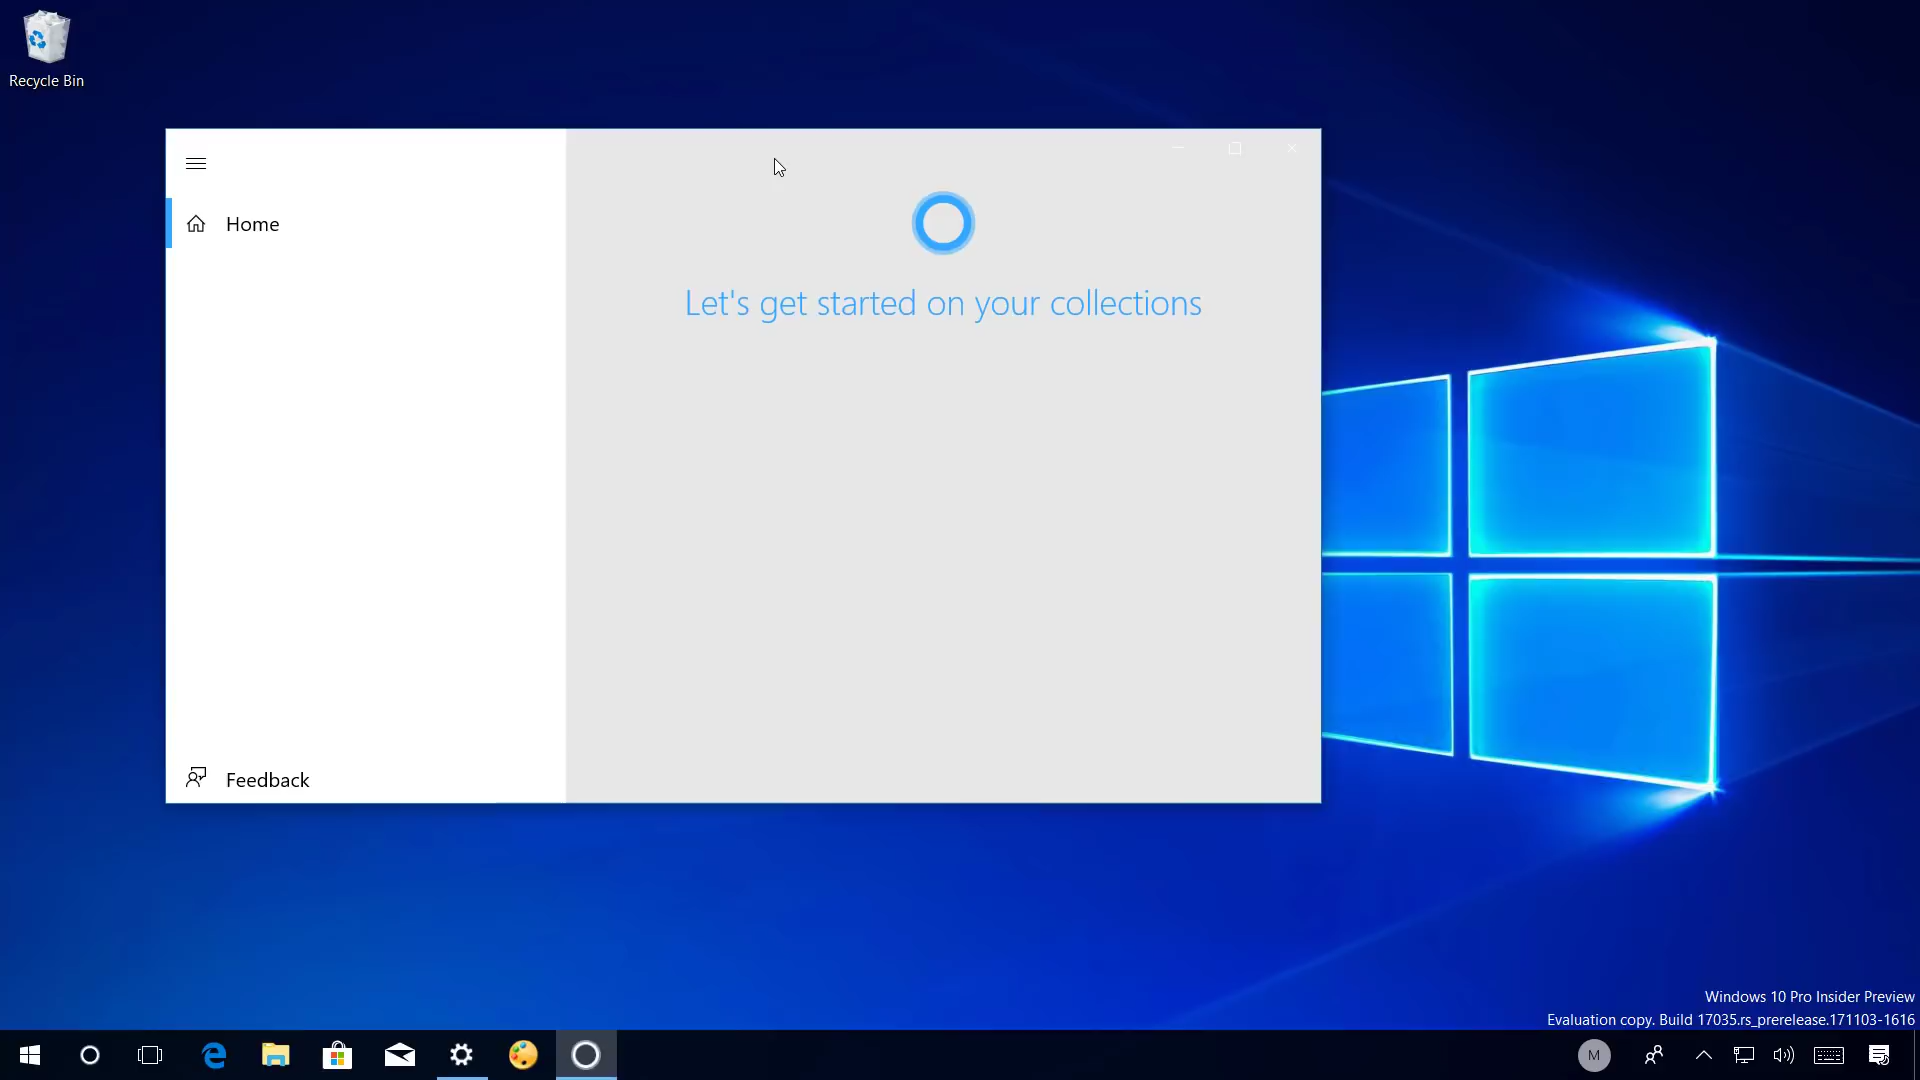 Recycle Bin
Home
Let's get started on your collections
Feedback
Windows 10 Pro Insider Preview
Evaluation copy. Build 17035.rs_prerelease.171103-1616
M